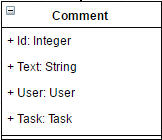 Comment
+ Id: Integer
+ Text: String
+ User: User
+ Task: Task